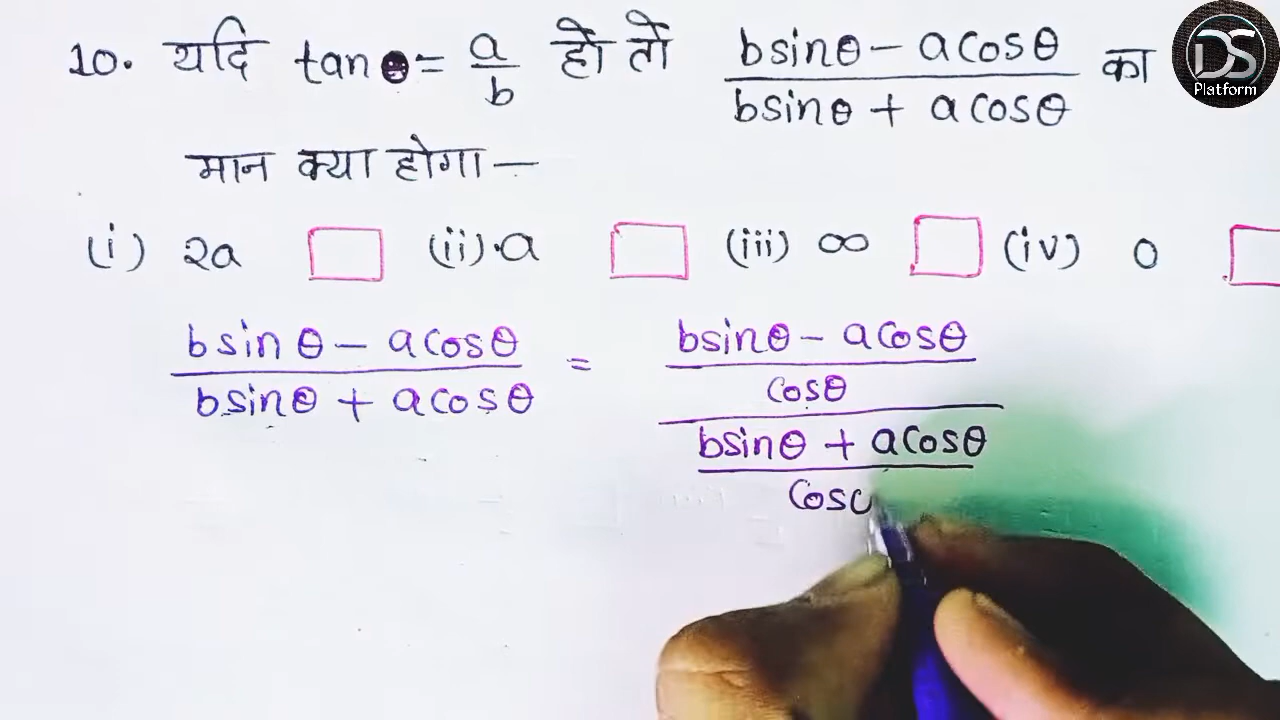 10. यदि tanθ = a/b हो तो (bsinθ - acosθ)/(bsinθ + acosθ) का
DS Platform
मान क्या होगा —
(i) 2a (ii) a (iii) ∞ (iv) 0
(bsinθ - acosθ)/(bsinθ + acosθ) = ((bsinθ - acosθ)/cosθ)/((bsinθ + acosθ)/cos